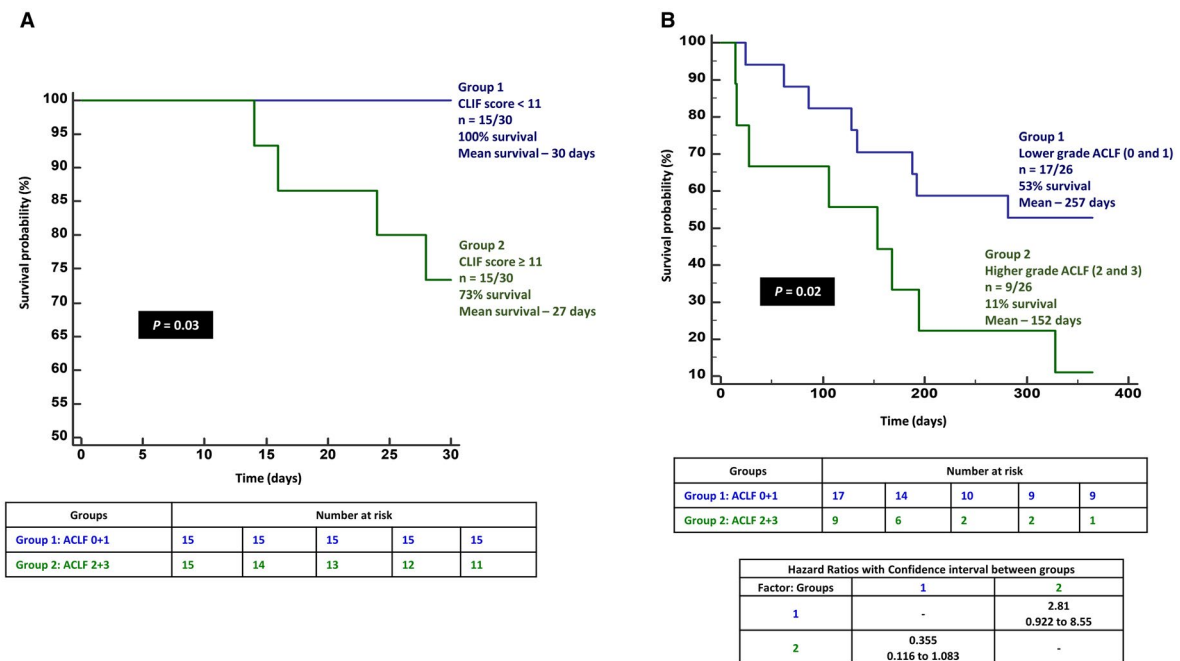 A
Survival probability (%)
100
95
90
85
80
75
70
65
60
55
50
0 5 10 15 20 25 30
Time (days)
Group 1
CLIF score < 11
n = 15/30
100% survival
Mean survival – 30 days
Group 2
CLIF score ≥ 11
n = 15/30
73% survival
Mean survival – 27 days
P = 0.03
Groups Number at risk
Group 1: ACLF 0+1 15 15 15 15 15
Group 2: ACLF 2+3 15 14 13 12 11
B
Survival probability (%)
100
90
80
70
60
50
40
30
20
10
0 100 200 300 400
Time (days)
Group 1
Lower grade ACLF (0 and 1)
n = 17/26
53% survival
Mean – 257 days
Group 2
Higher grade ACLF (2 and 3)
n = 9/26
11% survival
Mean – 152 days
P = 0.02
Groups Number at risk
Group 1: ACLF 0+1 17 14 10 9 9
Group 2: ACLF 2+3 9 6 2 2 1
Hazard Ratios with Confidence interval between groups
Factor: Groups 1 2
1 - 2.81
0.922 to 8.55
2 0.355 -
0.116 to 1.083